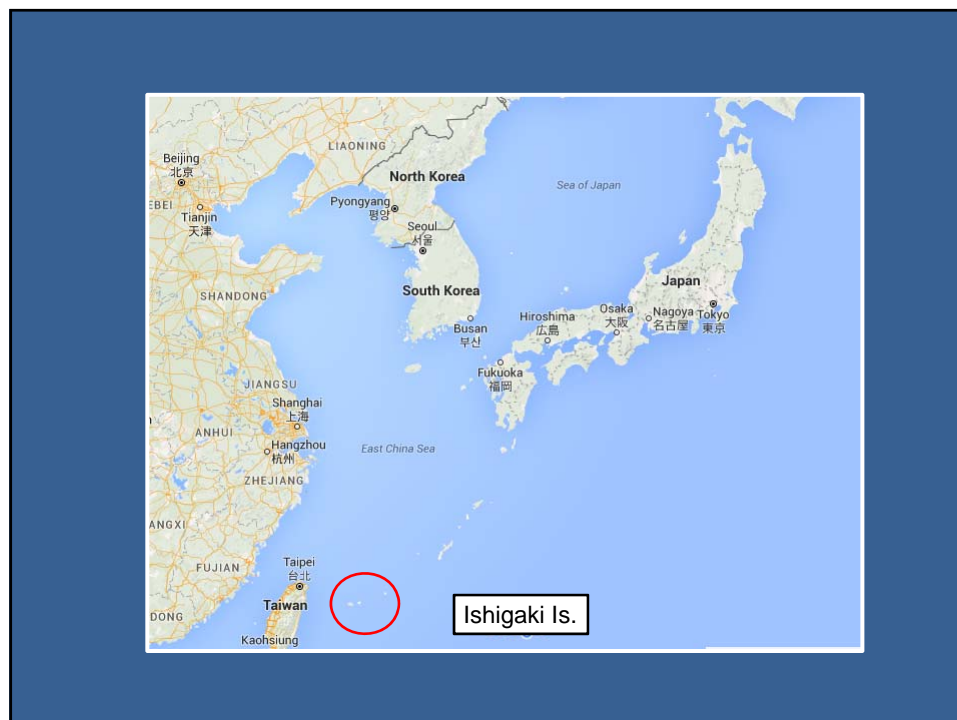 LIAONING
Beijing
北京
North Korea
Sea of Japan
EBEI
Pyongyang
평양
Tianjin
天津
Seoul
서울
Japan
SHANDONG
South Korea
Osaka
大阪
Nagoya
名古屋
Tokyo
東京
Hiroshima
広島
Busan
부산
Fukuoka
福岡
JIANGSU
Shanghai
上海
ANHUI
Hangzhou
杭州
East China Sea
ZHEJIANG
ANGXI
Taipei
台北
FUJIAN
Taiwan
Ishigaki Is.
DONG
Kaohsiung